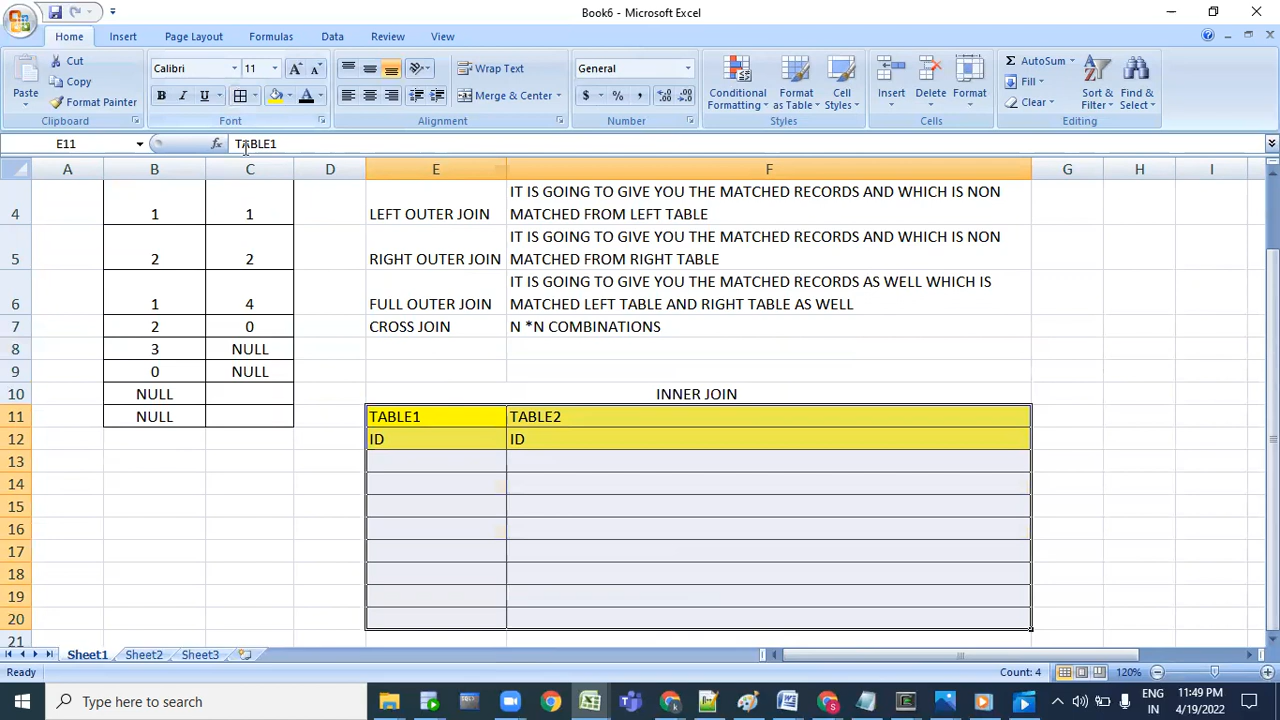 Book6 - Microsoft Excel
Home Insert Page Layout Formulas Data Review View
Paste Cut Copy Format Painter
Clipboard
Calibri 11 A A B I U A
Font
Wrap Text Merge & Center
Alignment
General $ % ,
Number
Conditional Formatting Format as Table Cell Styles
Styles
Insert Delete Format
Cells
Σ AutoSum Fill Clear Sort & Filter Find & Select
Editing
E11 fx TABLE1
A B C D E F G H I
4 1 1 LEFT OUTER JOIN IT IS GOING TO GIVE YOU THE MATCHED RECORDS AND WHICH IS NON
MATCHED FROM LEFT TABLE
5 2 2 RIGHT OUTER JOIN IT IS GOING TO GIVE YOU THE MATCHED RECORDS AND WHICH IS NON
MATCHED FROM RIGHT TABLE
6 1 4 FULL OUTER JOIN IT IS GOING TO GIVE YOU THE MATCHED RECORDS AS WELL WHICH IS
MATCHED LEFT TABLE AND RIGHT TABLE AS WELL
7 2 0 CROSS JOIN N *N COMBINATIONS
8 3 NULL
9 0 NULL
10 NULL INNER JOIN
11 NULL TABLE1 TABLE2
12 ID ID
13
14
15
16
17
18
19
20
21
Sheet1 Sheet2 Sheet3
Ready Count: 4 120%
Type here to search
ENG 11:49 PM
IN 4/19/2022